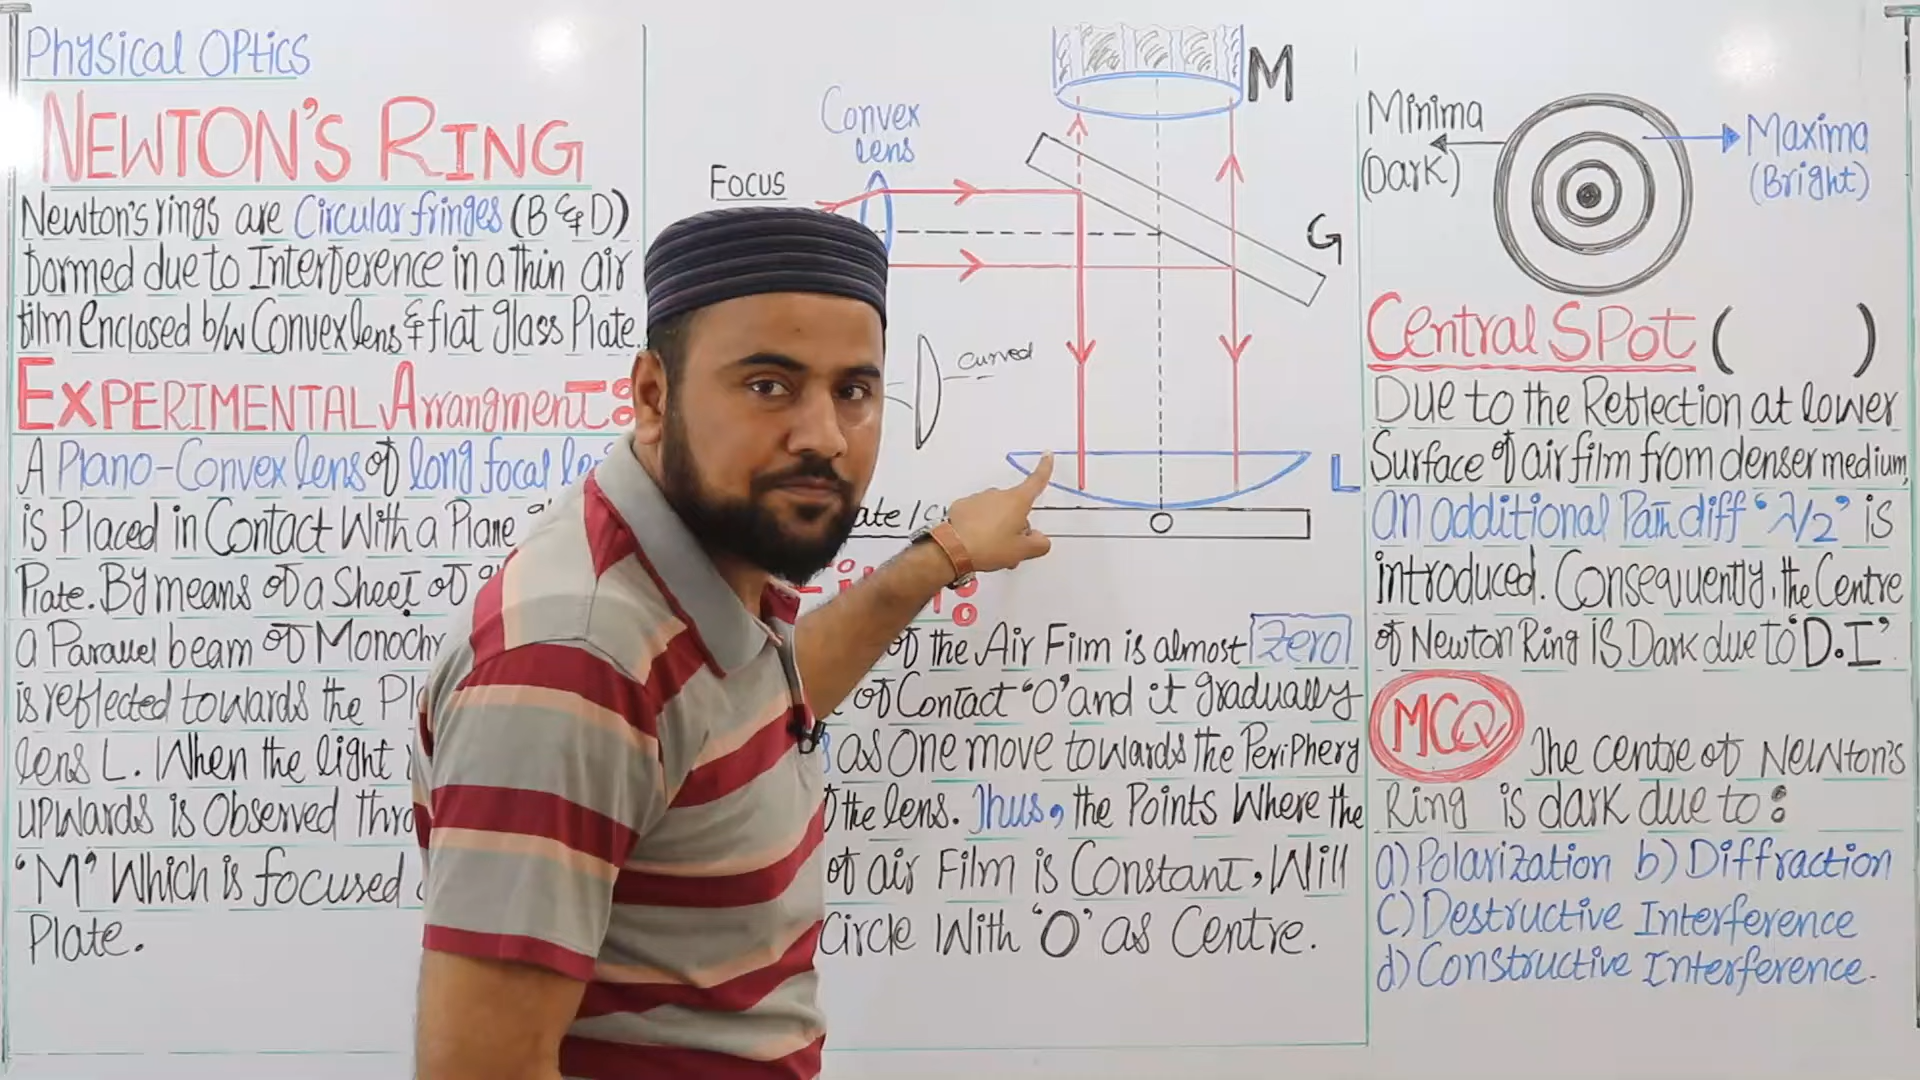 Physical Optics
NEWTON'S RING
Newton's rings are Circular fringes (B & D)
formed due to Interference in a thin air
film enclosed b/w Convex lens & flat glass Plate.
EXPERIMENTAL Arrangment:
A Plano-Convex lens of long focal
is Placed in Contact With a Plane
Plate. By means of a Sheet of
a Parallel beam of
is reflected towards the
lens L. When the light
upwards is Observed
'M' Which is focused
Plate.
Convex
lens
Focus
M
G
curved
L
O
of the Air Film is almost Zero
of Contact 'O' and it gradually
as One move towards the Periphery
the lens. Thus, the Points Where the
of air Film is Constant, Will
Circle With 'O' as Centre.
Minima
(Dark)
Maxima
(Bright)
Central SPot ( )
Due to the Reflection at lower
Surface of air film from denser medium,
an additional Path diff 'λ/2' is
introduced. Consequently, the Centre
of Newton Ring is Dark due to 'D.I'
MCQ The centre of Newton's
Ring is dark due to:
a) Polarization b) Diffraction
c) Destructive Interference
d) Constructive Interference.